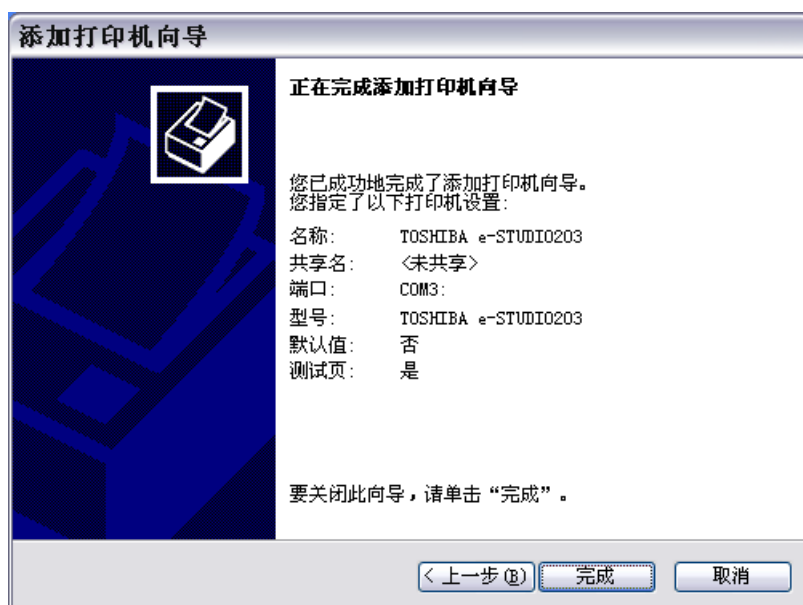 添加打印机向导
正在完成添加打印机向导
您已成功地完成了添加打印机向导。
您指定了以下打印机设置:
名称: TOSHIBA e-STUDIO203
共享名: <未共享>
端口: COM3:
型号: TOSHIBA e-STUDIO203
默认值: 否
测试页: 是
要关闭此向导，请单击“完成”。
< 上一步(B) 完成 取消